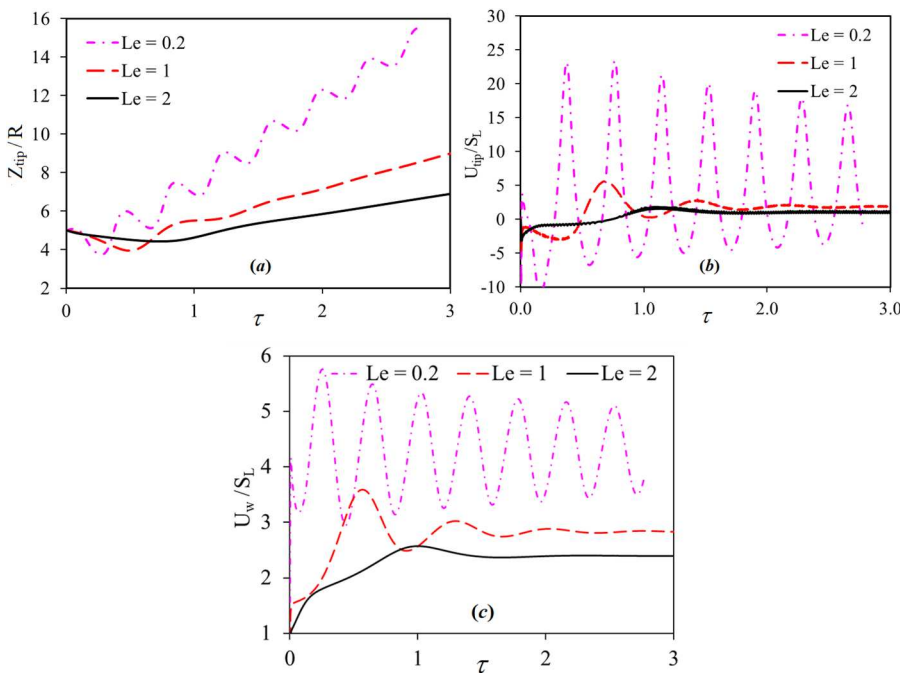 16
14
12
10
8
6
4
2
Z_tip/R
Le = 0.2
Le = 1
Le = 2
(a)
0 1 2 3
τ
30
25
20
15
10
5
0
-5
-10
U_tip/S_L
Le = 0.2
Le = 1
Le = 2
(b)
0.0 1.0 2.0 3.0
τ
6
5
4
3
2
1
U_w /S_L
Le = 0.2 Le = 1 Le = 2
(c)
0 1 2 3
τ